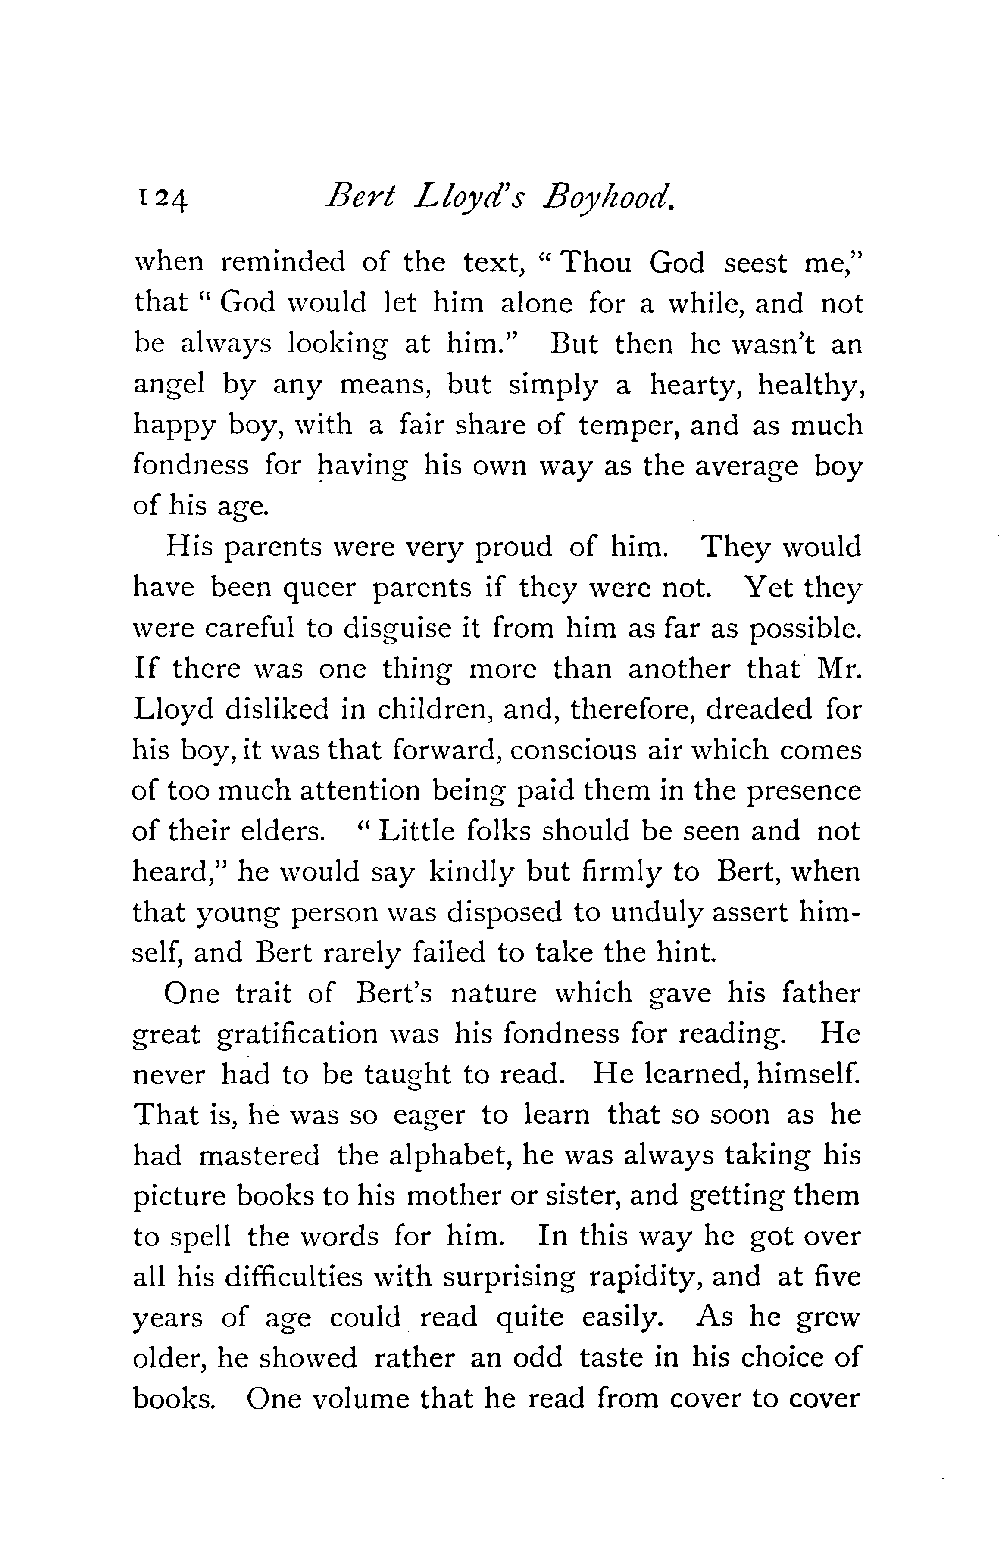 124 Bert Lloyd's Boyhood.
when reminded of the text, " Thou God seest me,"
that " God would let him alone for a while, and not
be always looking at him." But then he wasn't an
angel by any means, but simply a hearty, healthy,
happy boy, with a fair share of temper, and as much
fondness for having his own way as the average boy
of his age.
His parents were very proud of him. They would
have been queer parents if they were not. Yet they
were careful to disguise it from him as far as possible.
If there was one thing more than another that Mr.
Lloyd disliked in children, and, therefore, dreaded for
his boy, it was that forward, conscious air which comes
of too much attention being paid them in the presence
of their elders. " Little folks should be seen and not
heard," he would say kindly but firmly to Bert, when
that young person was disposed to unduly assert him-
self, and Bert rarely failed to take the hint.
One trait of Bert's nature which gave his father
great gratification was his fondness for reading. He
never had to be taught to read. He learned, himself.
That is, he was so eager to learn that so soon as he
had mastered the alphabet, he was always taking his
picture books to his mother or sister, and getting them
to spell the words for him. In this way he got over
all his difficulties with surprising rapidity, and at five
years of age could read quite easily. As he grew
older, he showed rather an odd taste in his choice of
books. One volume that he read from cover to cover